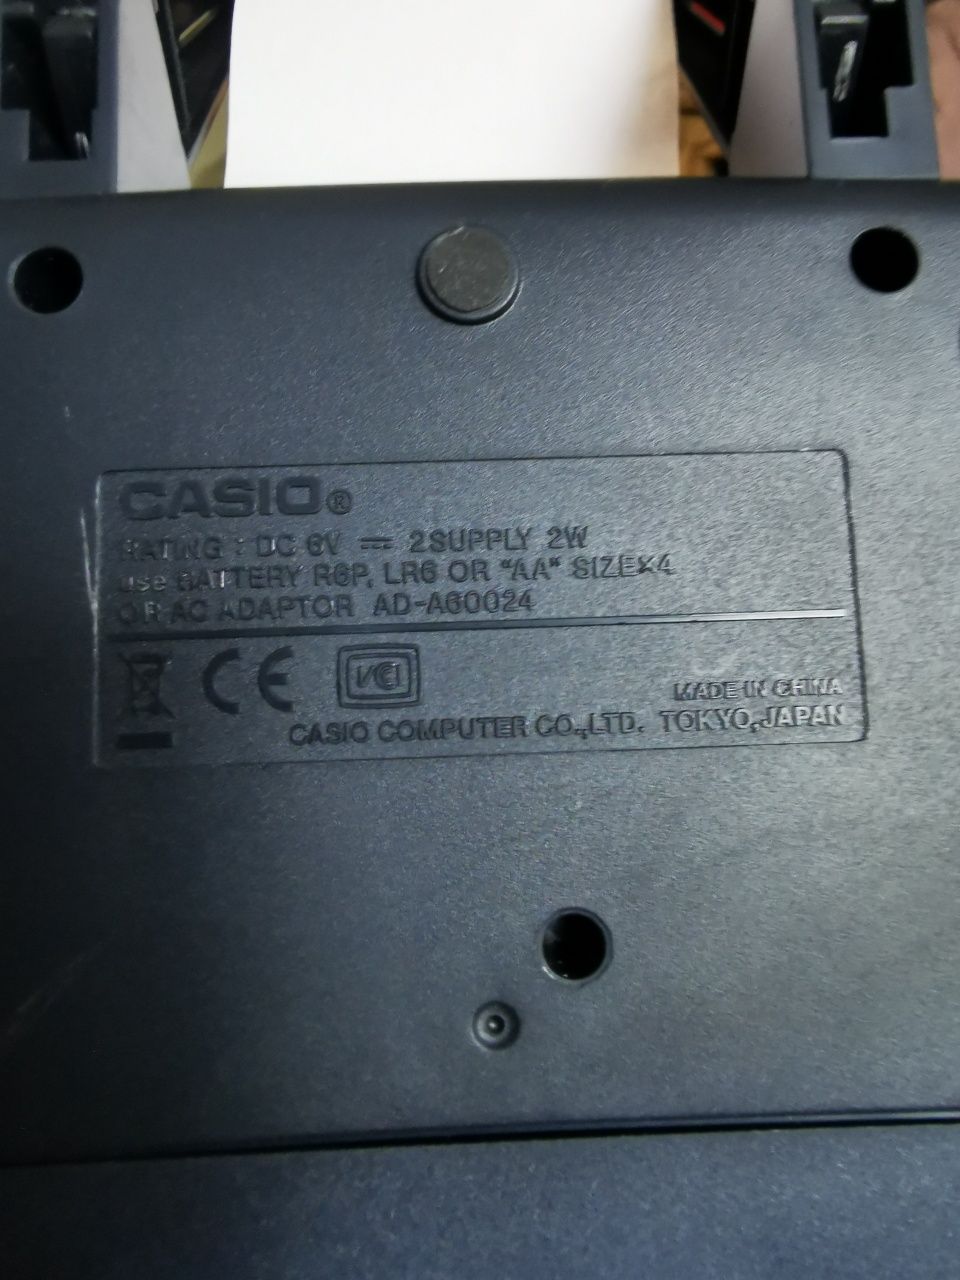 CASIO®
RATING : DC 6V ⎓ 2SUPPLY 2W
Use BATTERY R6P, LR6 OR "AA" SIZE×4
OR AC ADAPTOR AD-A60024
CE VCI
MADE IN CHINA
CASIO COMPUTER CO.,LTD. TOKYO,JAPAN